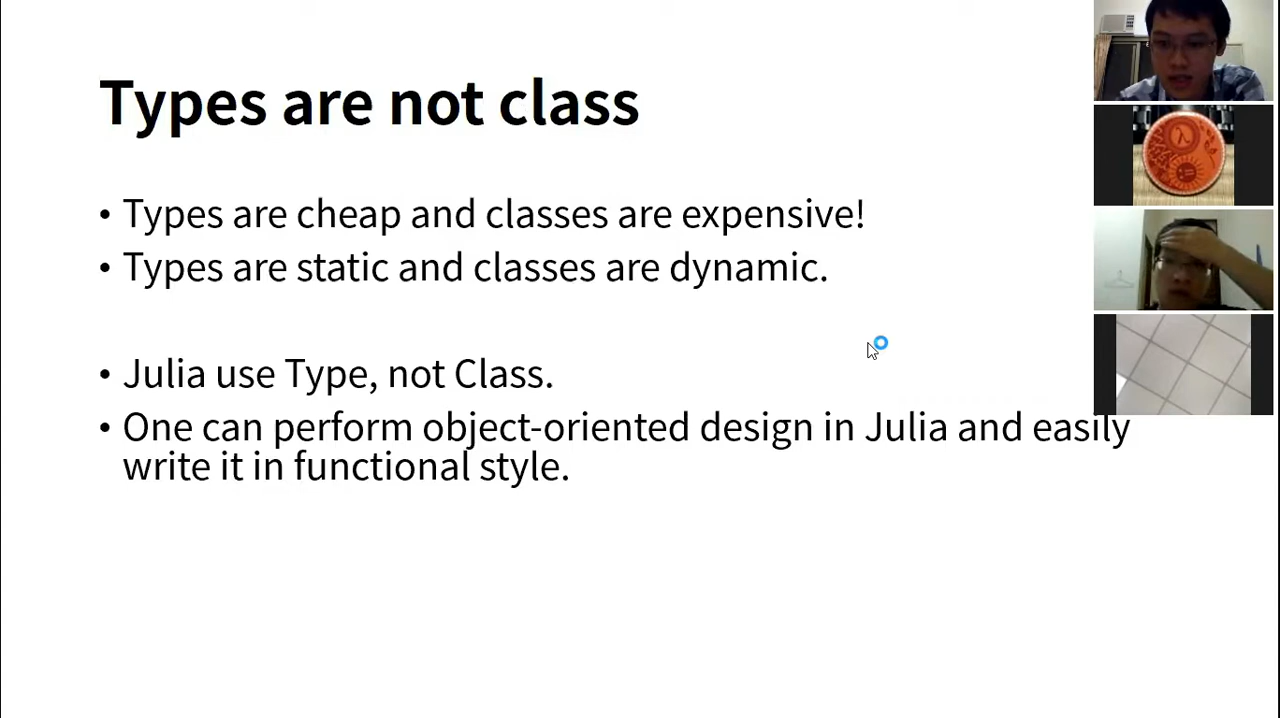 Types are not class
• Types are cheap and classes are expensive!
• Types are static and classes are dynamic.
• Julia use Type, not Class.
• One can perform object-oriented design in Julia and easily
write it in functional style.
λ